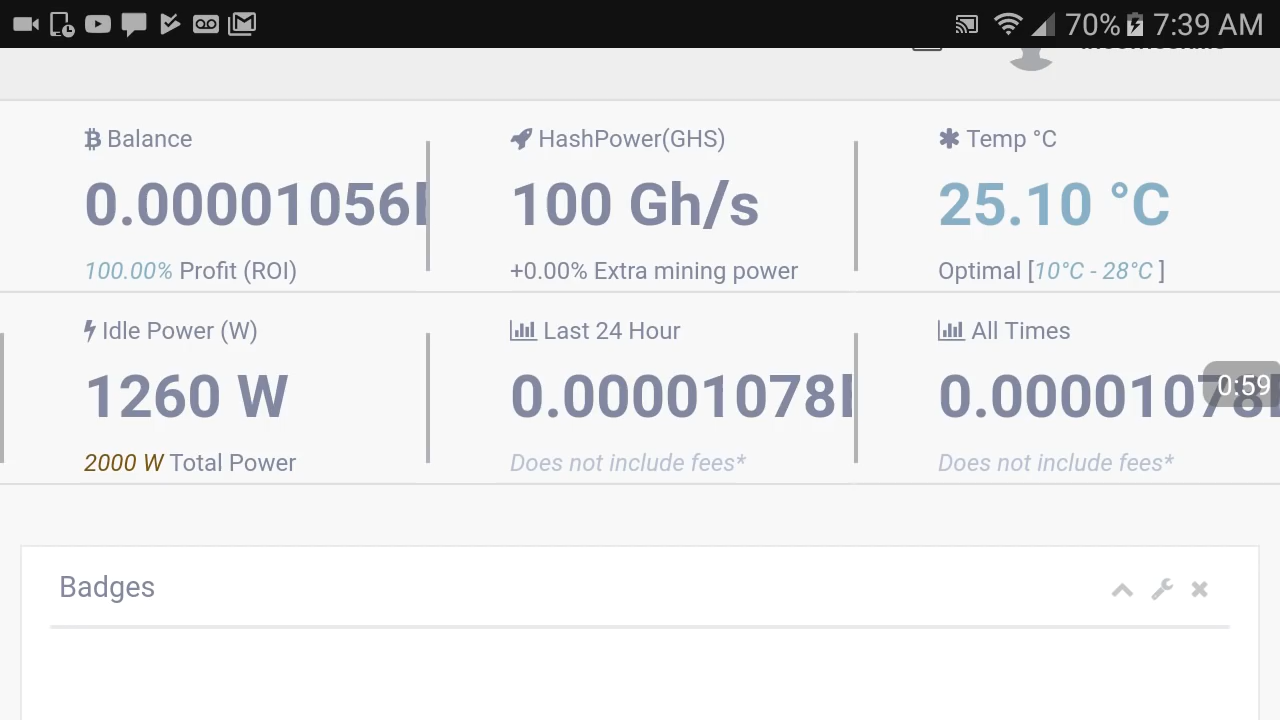 70% 7:39 AM
Balance HashPower(GHS) Temp °C
0.00001056 100 Gh/s 25.10 °C
100.00% Profit (ROI) +0.00% Extra mining power Optimal [10°C - 28°C ]
Idle Power (W) Last 24 Hour All Times
1260 W 0.00001078 0.00001078
0:59
2000 W Total Power Does not include fees* Does not include fees*
Badges